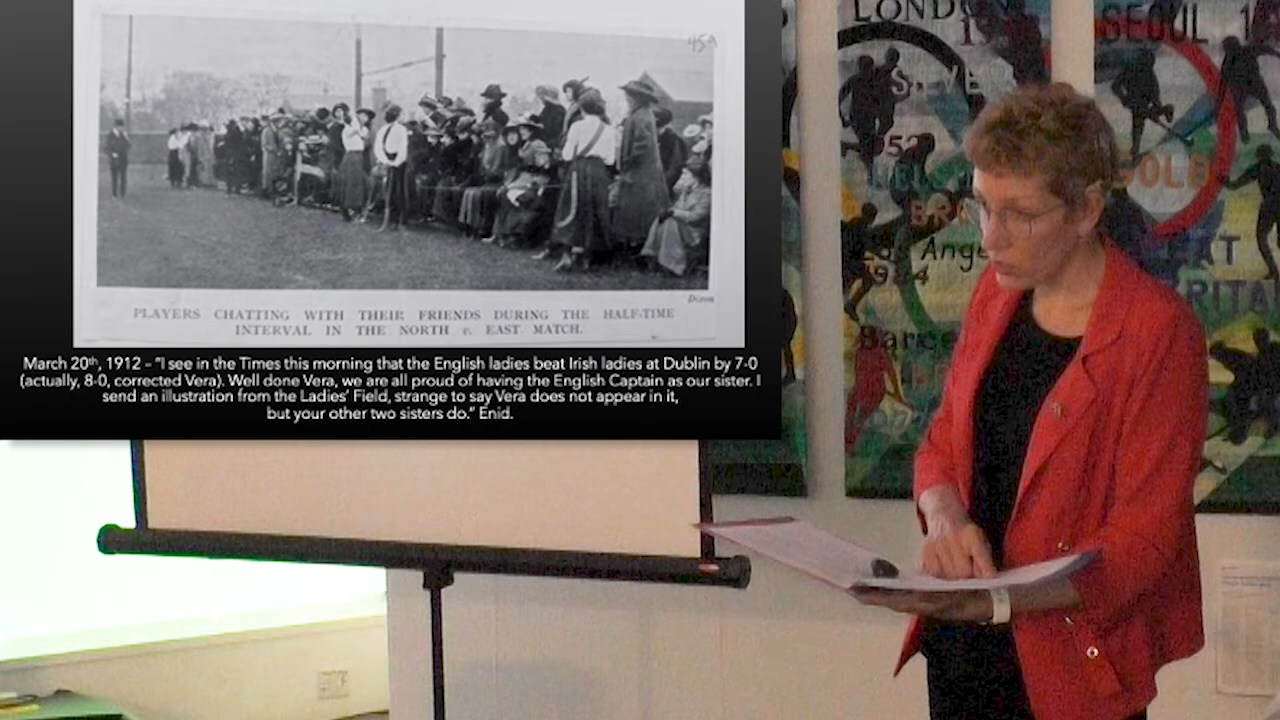 45A
Dixon
PLAYERS CHATTING WITH THEIR FRIENDS DURING THE HALF-TIME
INTERVAL IN THE NORTH v. EAST MATCH.
March 20th, 1912 – "I see in the Times this morning that the English ladies beat Irish ladies at Dublin by 7-0
(actually, 8-0, corrected Vera). Well done Vera, we are all proud of having the English Captain as our sister. I
send an illustration from the Ladies' Field, strange to say Vera does not appear in it,
but your other two sisters do." Enid.
LONDON
SEOUL
GOLD